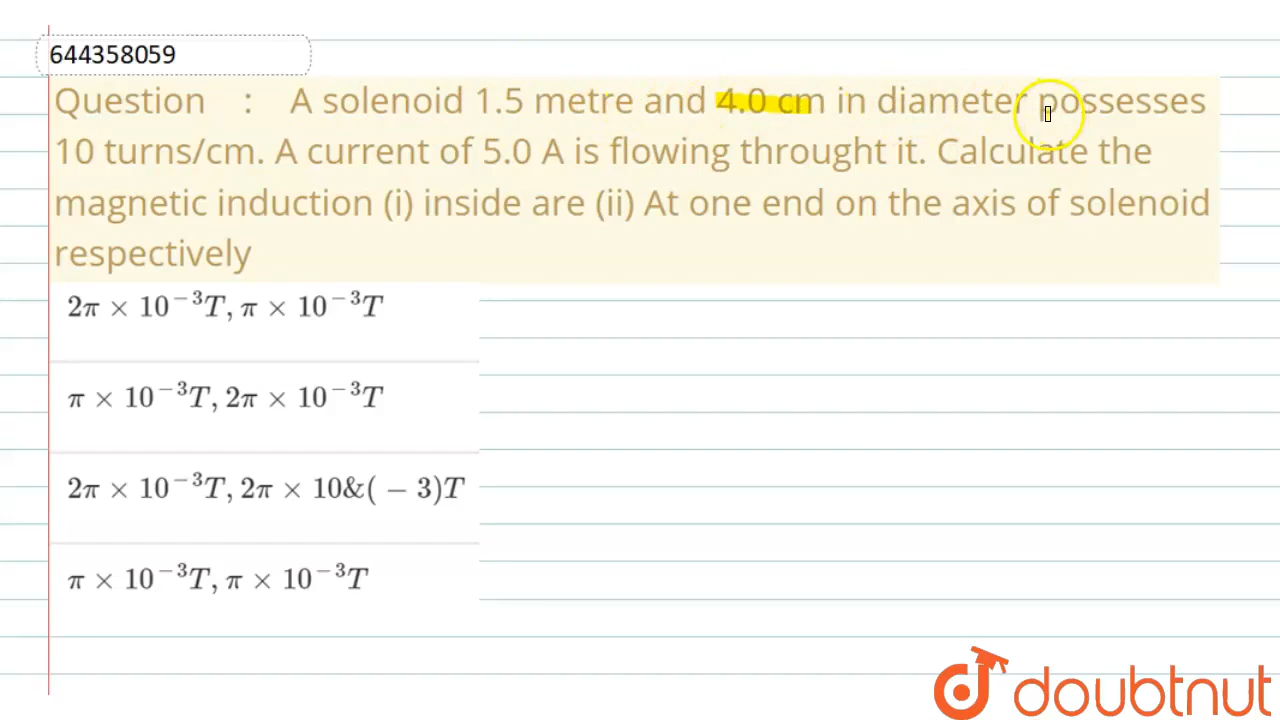 644358059
Question : A solenoid 1.5 metre and 4.0 cm in diameter possesses
10 turns/cm. A current of 5.0 A is flowing throught it. Calculate the
magnetic induction (i) inside are (ii) At one end on the axis of solenoid
respectively
2π × 10⁻³T, π × 10⁻³T
π × 10⁻³T, 2π × 10⁻³T
2π × 10⁻³T, 2π × 10&(−3)T
π × 10⁻³T, π × 10⁻³T
doubtnut